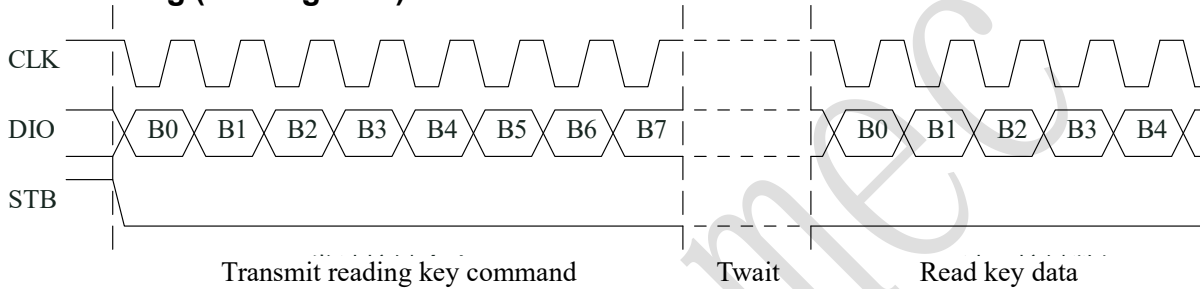 CLK
DIO B0 B1 B2 B3 B4 B5 B6 B7 B0 B1 B2 B3 B4
STB
Transmit reading key command Twait Read key data
mec